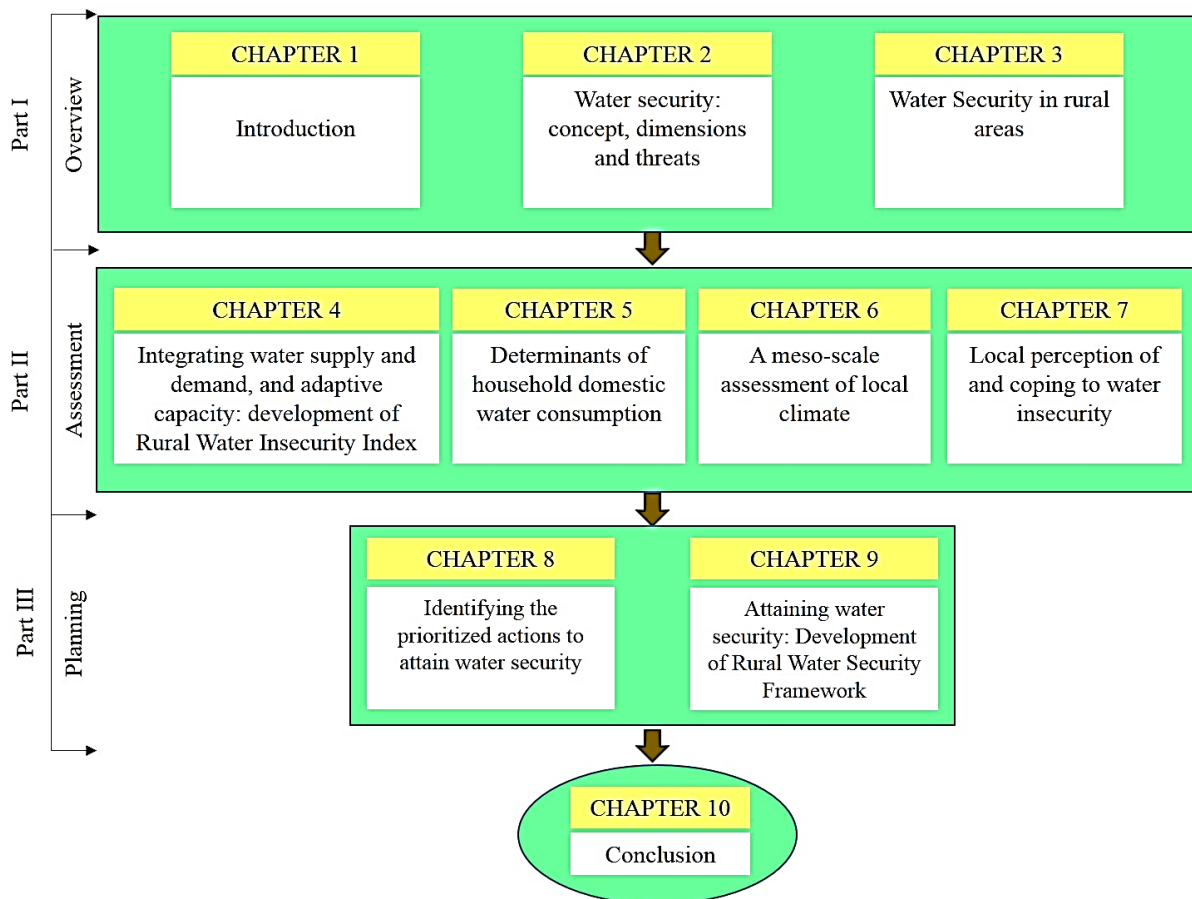 Part I
Overview
CHAPTER 1
Introduction
CHAPTER 2
Water security:
concept, dimensions
and threats
CHAPTER 3
Water Security in rural
areas
Part II
Assessment
CHAPTER 4
Integrating water supply and
demand, and adaptive
capacity: development of
Rural Water Insecurity Index
CHAPTER 5
Determinants of
household domestic
water consumption
CHAPTER 6
A meso-scale
assessment of local
climate
CHAPTER 7
Local perception of
and coping to water
insecurity
Part III
Planning
CHAPTER 8
Identifying the
prioritized actions to
attain water security
CHAPTER 9
Attaining water
security: Development
of Rural Water Security
Framework
CHAPTER 10
Conclusion